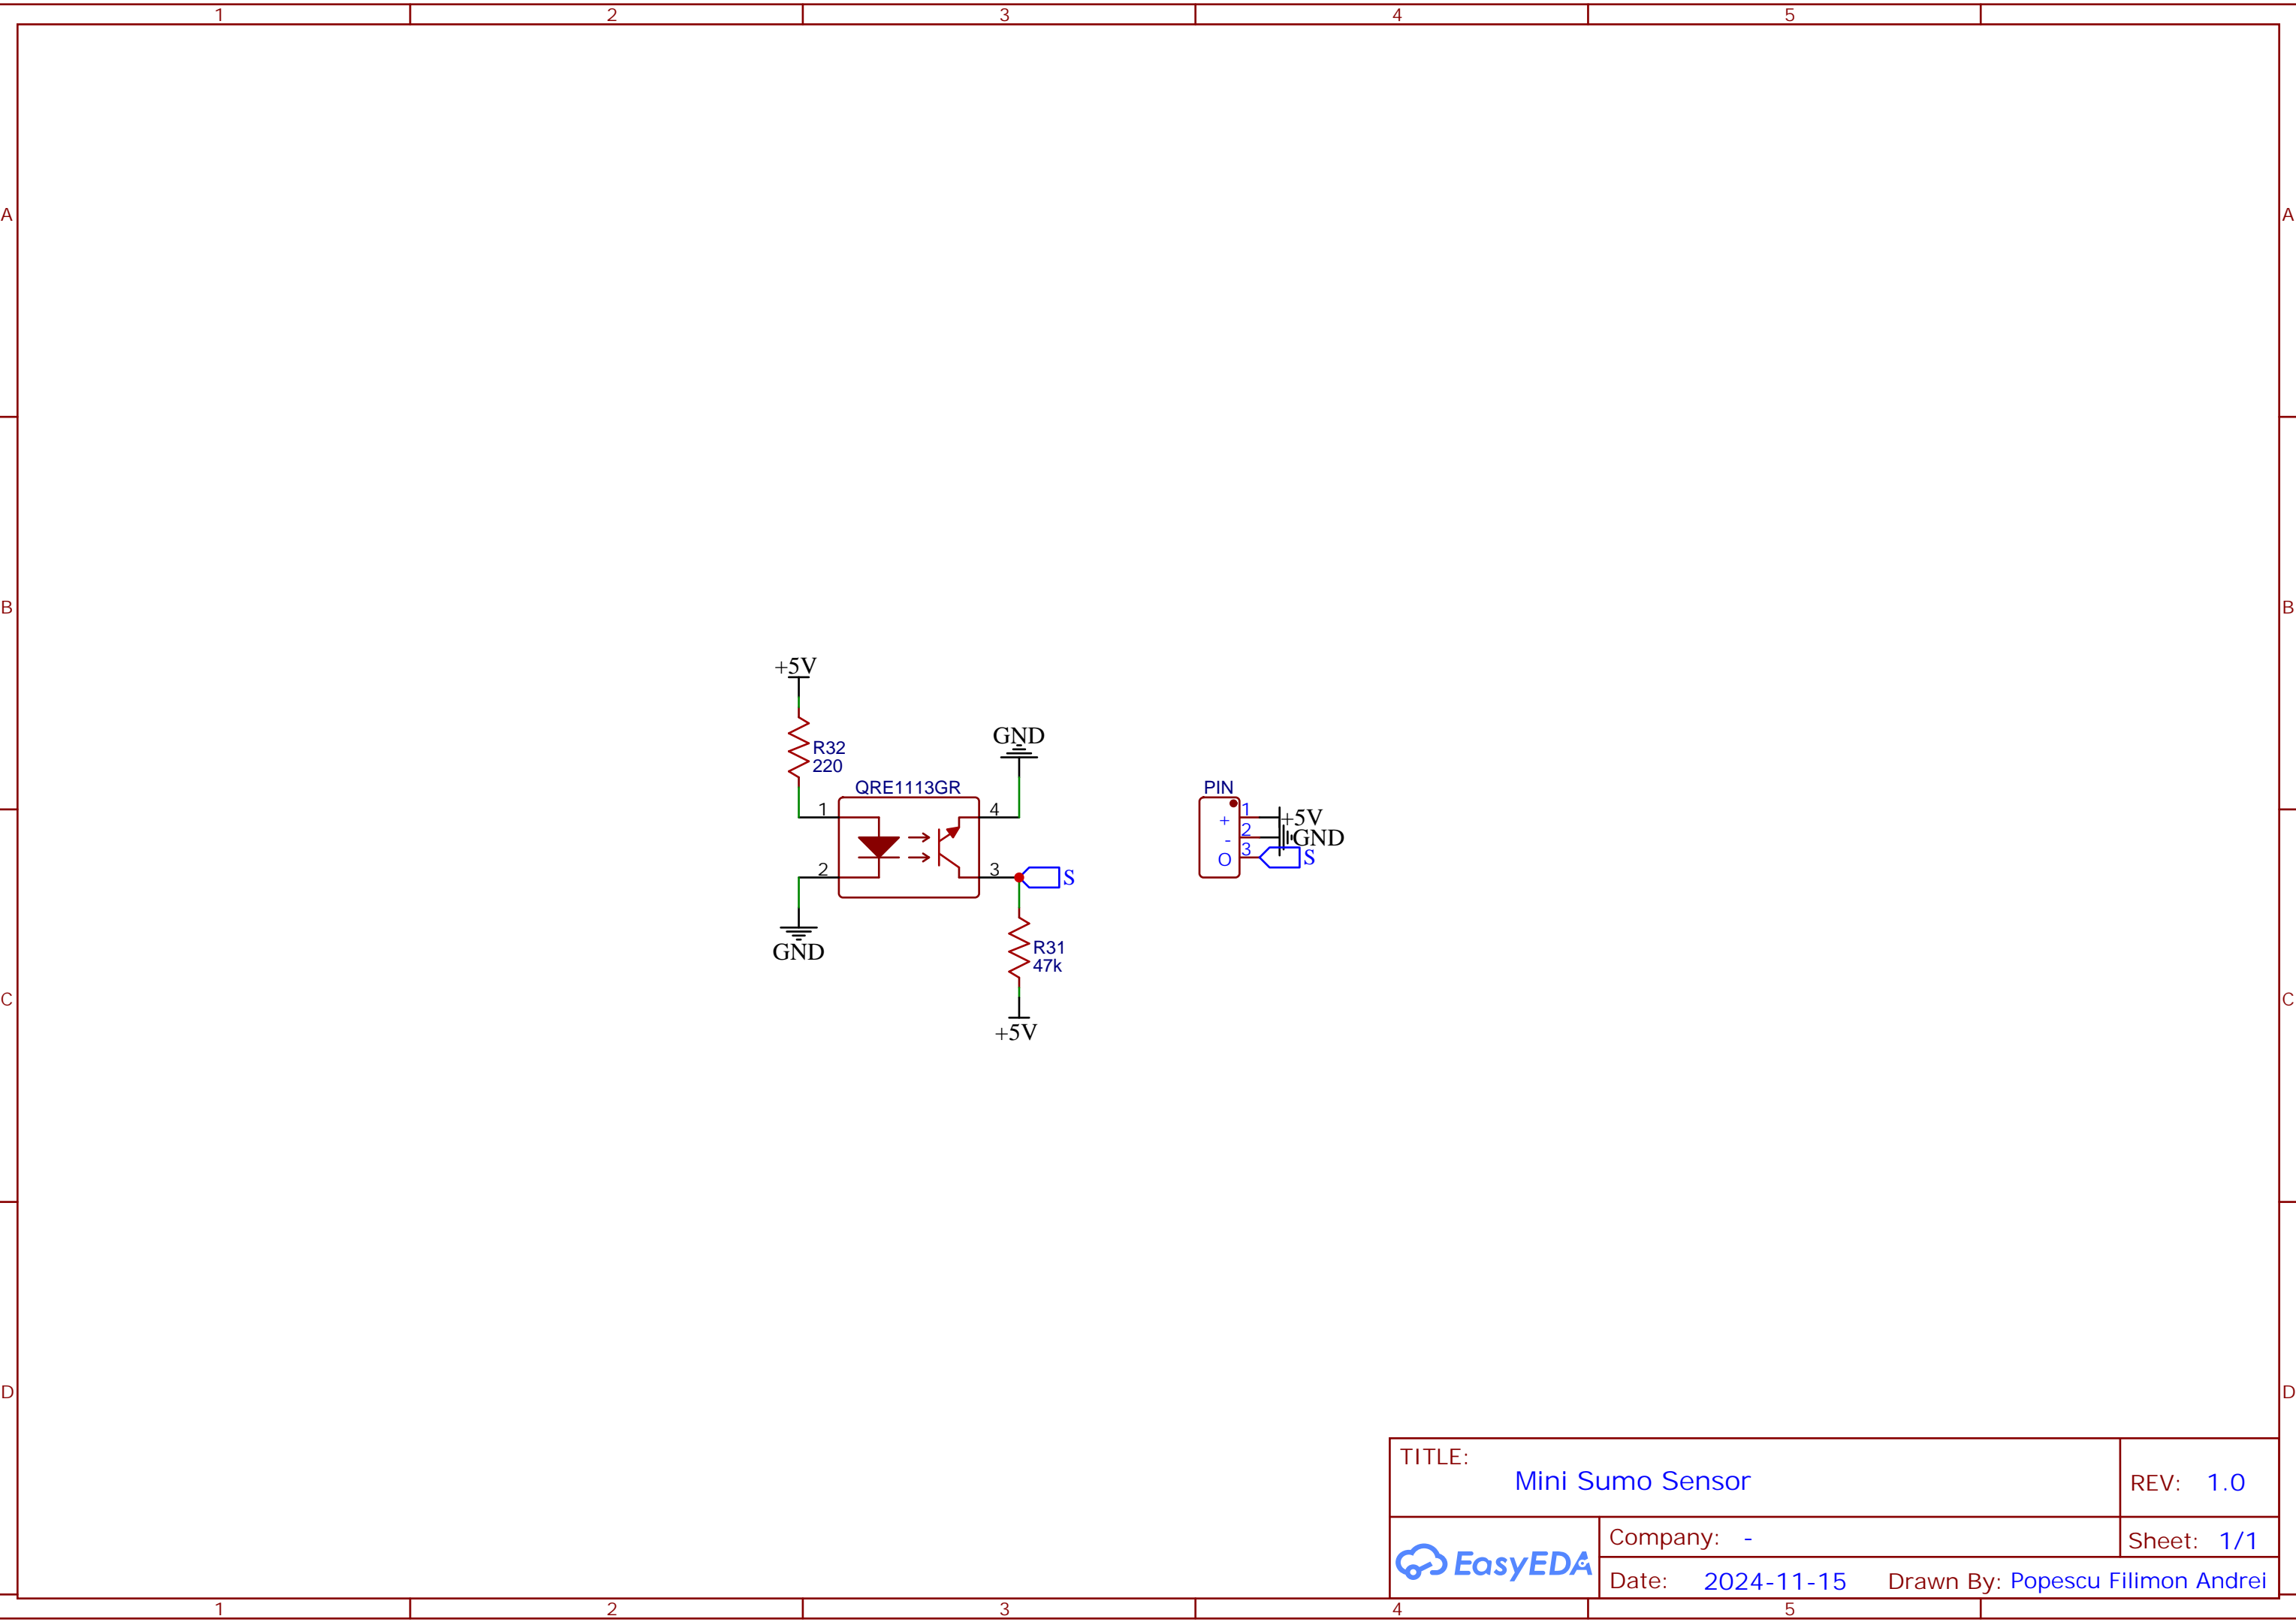 1 2 3 4 5
A A
B B
+5V
GND
R32
220
QRE1113GR
PIN
1 4
1 +5V
+
2 GND
-
3 S
O
2 3 S
C C
GND
R31
47k
+5V
D D
TITLE:
Mini Sumo Sensor
REV: 1.0
EasyEDA
Company: -
Sheet: 1/1
Date: 2024-11-15 Drawn By: Popescu Filimon Andrei
1 2 3 4 5